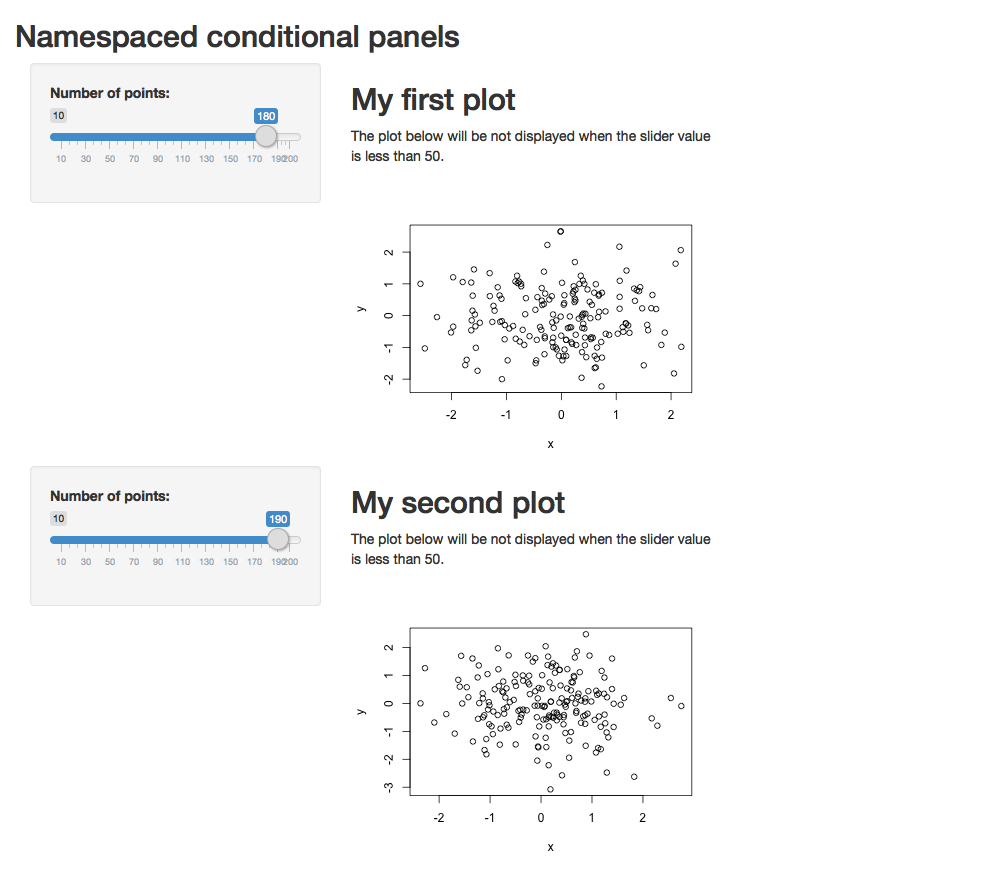 Namespaced conditional panels
Number of points:
10 180
10 30 50 70 90 110 130 150 170 190 200
My first plot
The plot below will be not displayed when the slider value
is less than 50.
y
2
1
0
-1
-2
-2 -1 0 1 2
x
Number of points:
10 190
10 30 50 70 90 110 130 150 170 190 200
My second plot
The plot below will be not displayed when the slider value
is less than 50.
y
2
1
0
-1
-2
-3
-2 -1 0 1 2
x